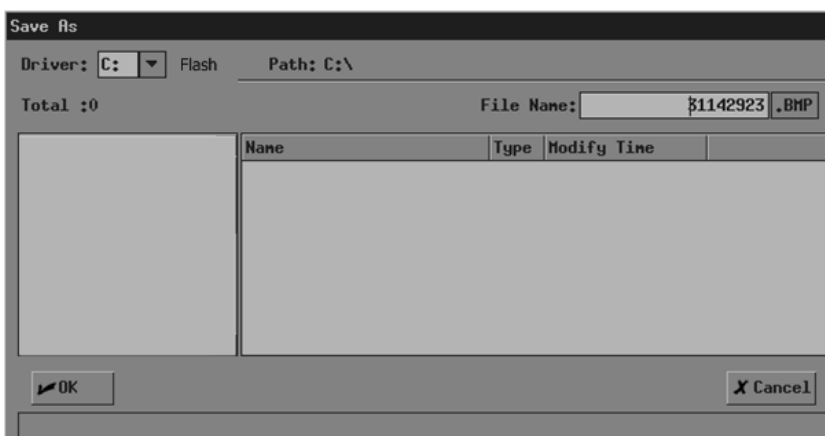 Save As
Driver: C: Flash Path: C:\
Total :0 File Name: 31142923 .BMP
Name Type Modify Time
OK Cancel